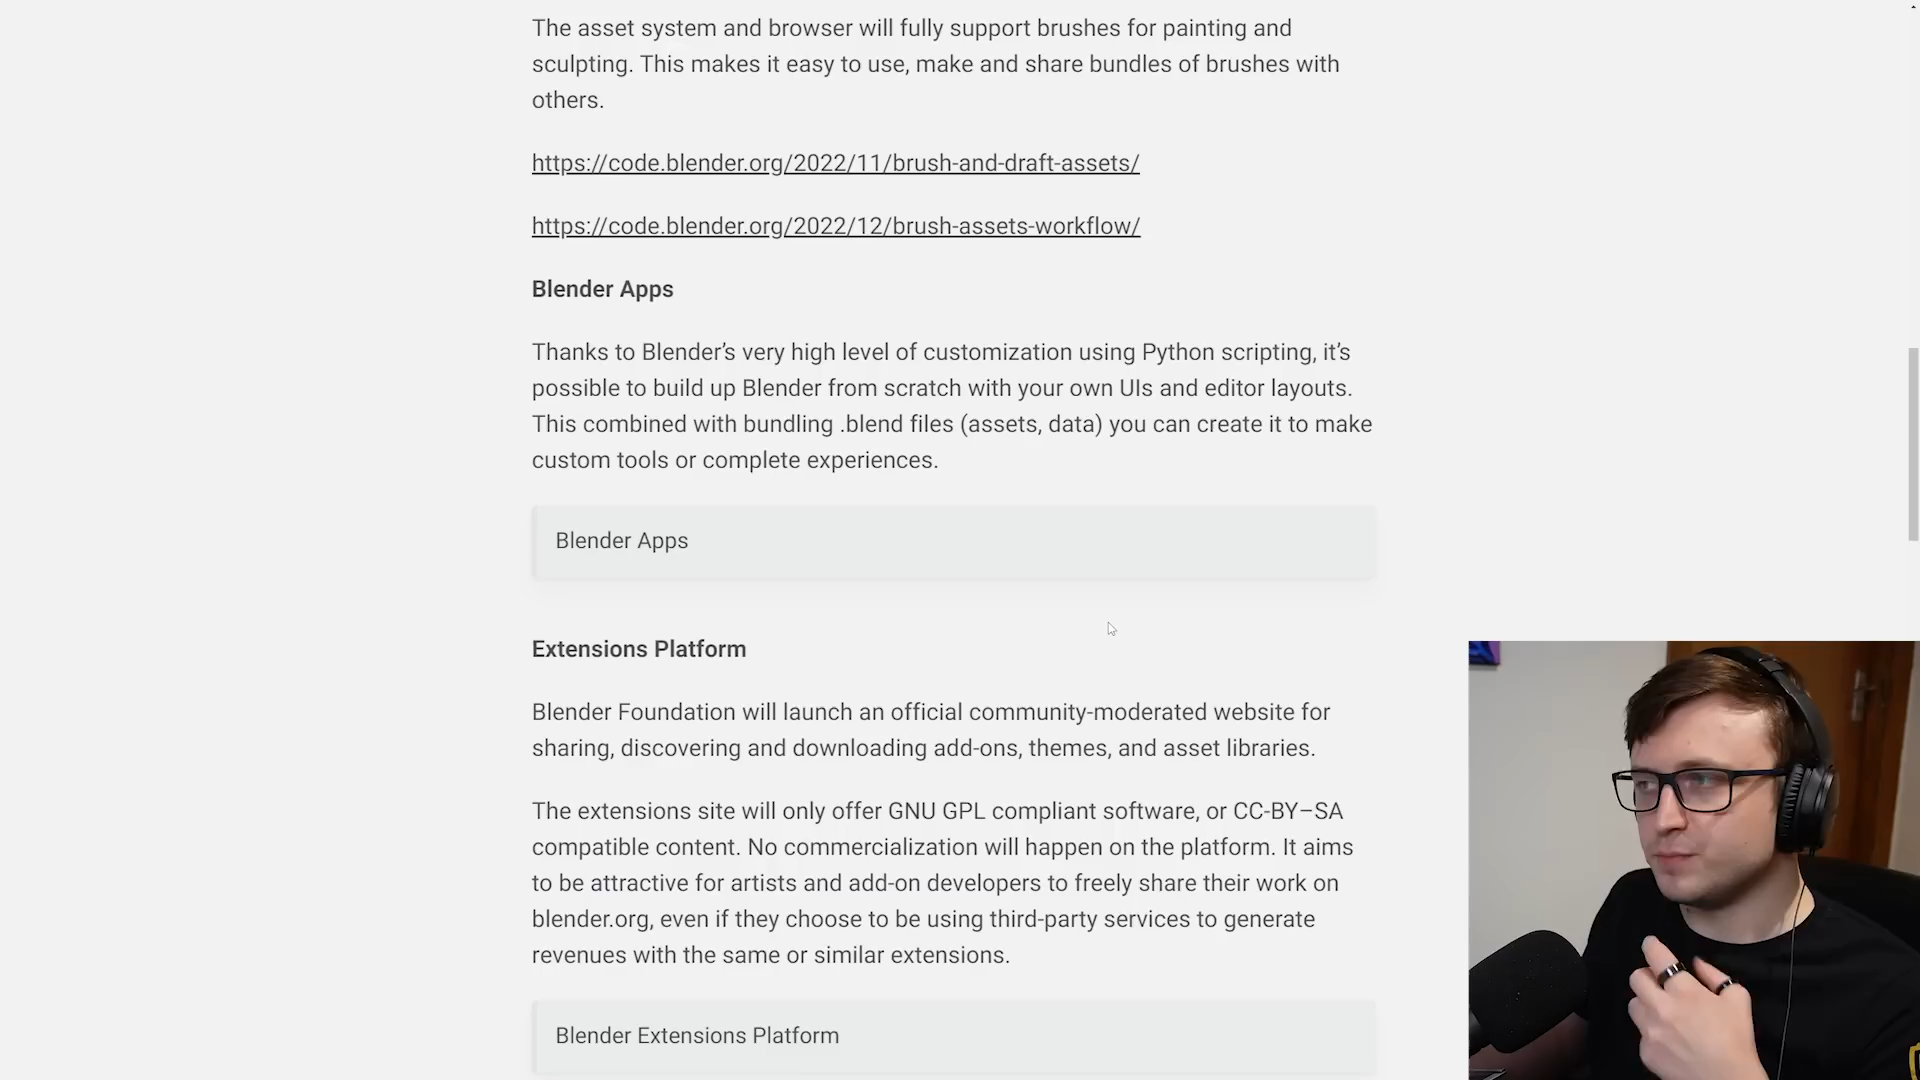 The asset system and browser will fully support brushes for painting and
sculpting. This makes it easy to use, make and share bundles of brushes with
others.
https://code.blender.org/2022/11/brush-and-draft-assets/
https://code.blender.org/2022/12/brush-assets-workflow/
Blender Apps
Thanks to Blender’s very high level of customization using Python scripting, it’s
possible to build up Blender from scratch with your own UIs and editor layouts.
This combined with bundling .blend files (assets, data) you can create it to make
custom tools or complete experiences.
Blender Apps
Extensions Platform
Blender Foundation will launch an official community-moderated website for
sharing, discovering and downloading add-ons, themes, and asset libraries.
The extensions site will only offer GNU GPL compliant software, or CC-BY–SA
compatible content. No commercialization will happen on the platform. It aims
to be attractive for artists and add-on developers to freely share their work on
blender.org, even if they choose to be using third-party services to generate
revenues with the same or similar extensions.
Blender Extensions Platform